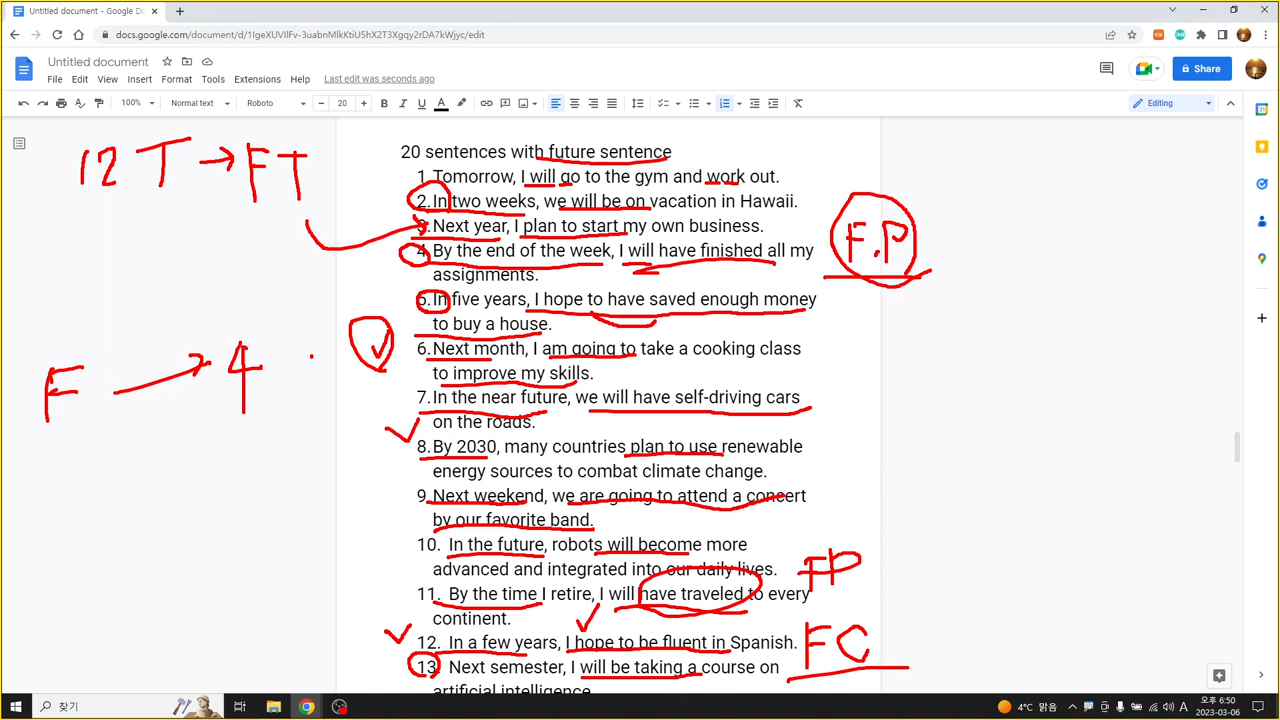 Untitled document
docs.google.com/document/d/1IgeXUVIlFv-3uabnMlkKtiU5hX2T3Xgqy2rDA7kWjyc/edit
Untitled document
File Edit View Insert Format Tools Extensions Help Last edit was seconds ago
Share
100% Normal text Roboto 20 Editing
12 T → F T
F → 4
20 sentences with future sentence
1. Tomorrow, I will go to the gym and work out.
2. In two weeks, we will be on vacation in Hawaii.
3. Next year, I plan to start my own business.
4. By the end of the week, I will have finished all my
assignments.
5. In five years, I hope to have saved enough money
to buy a house.
6. Next month, I am going to take a cooking class
to improve my skills.
7. In the near future, we will have self-driving cars
on the roads.
8. By 2030, many countries plan to use renewable
energy sources to combat climate change.
9. Next weekend, we are going to attend a concert
by our favorite band.
10. In the future, robots will become more
advanced and integrated into our daily lives.
11. By the time I retire, I will have traveled to every
continent.
12. In a few years, I hope to be fluent in Spanish.
13. Next semester, I will be taking a course on
artificial intelligence
F.P
FP
FC
찾기
4°C 맑음 A 오후 6:50
2023-03-06